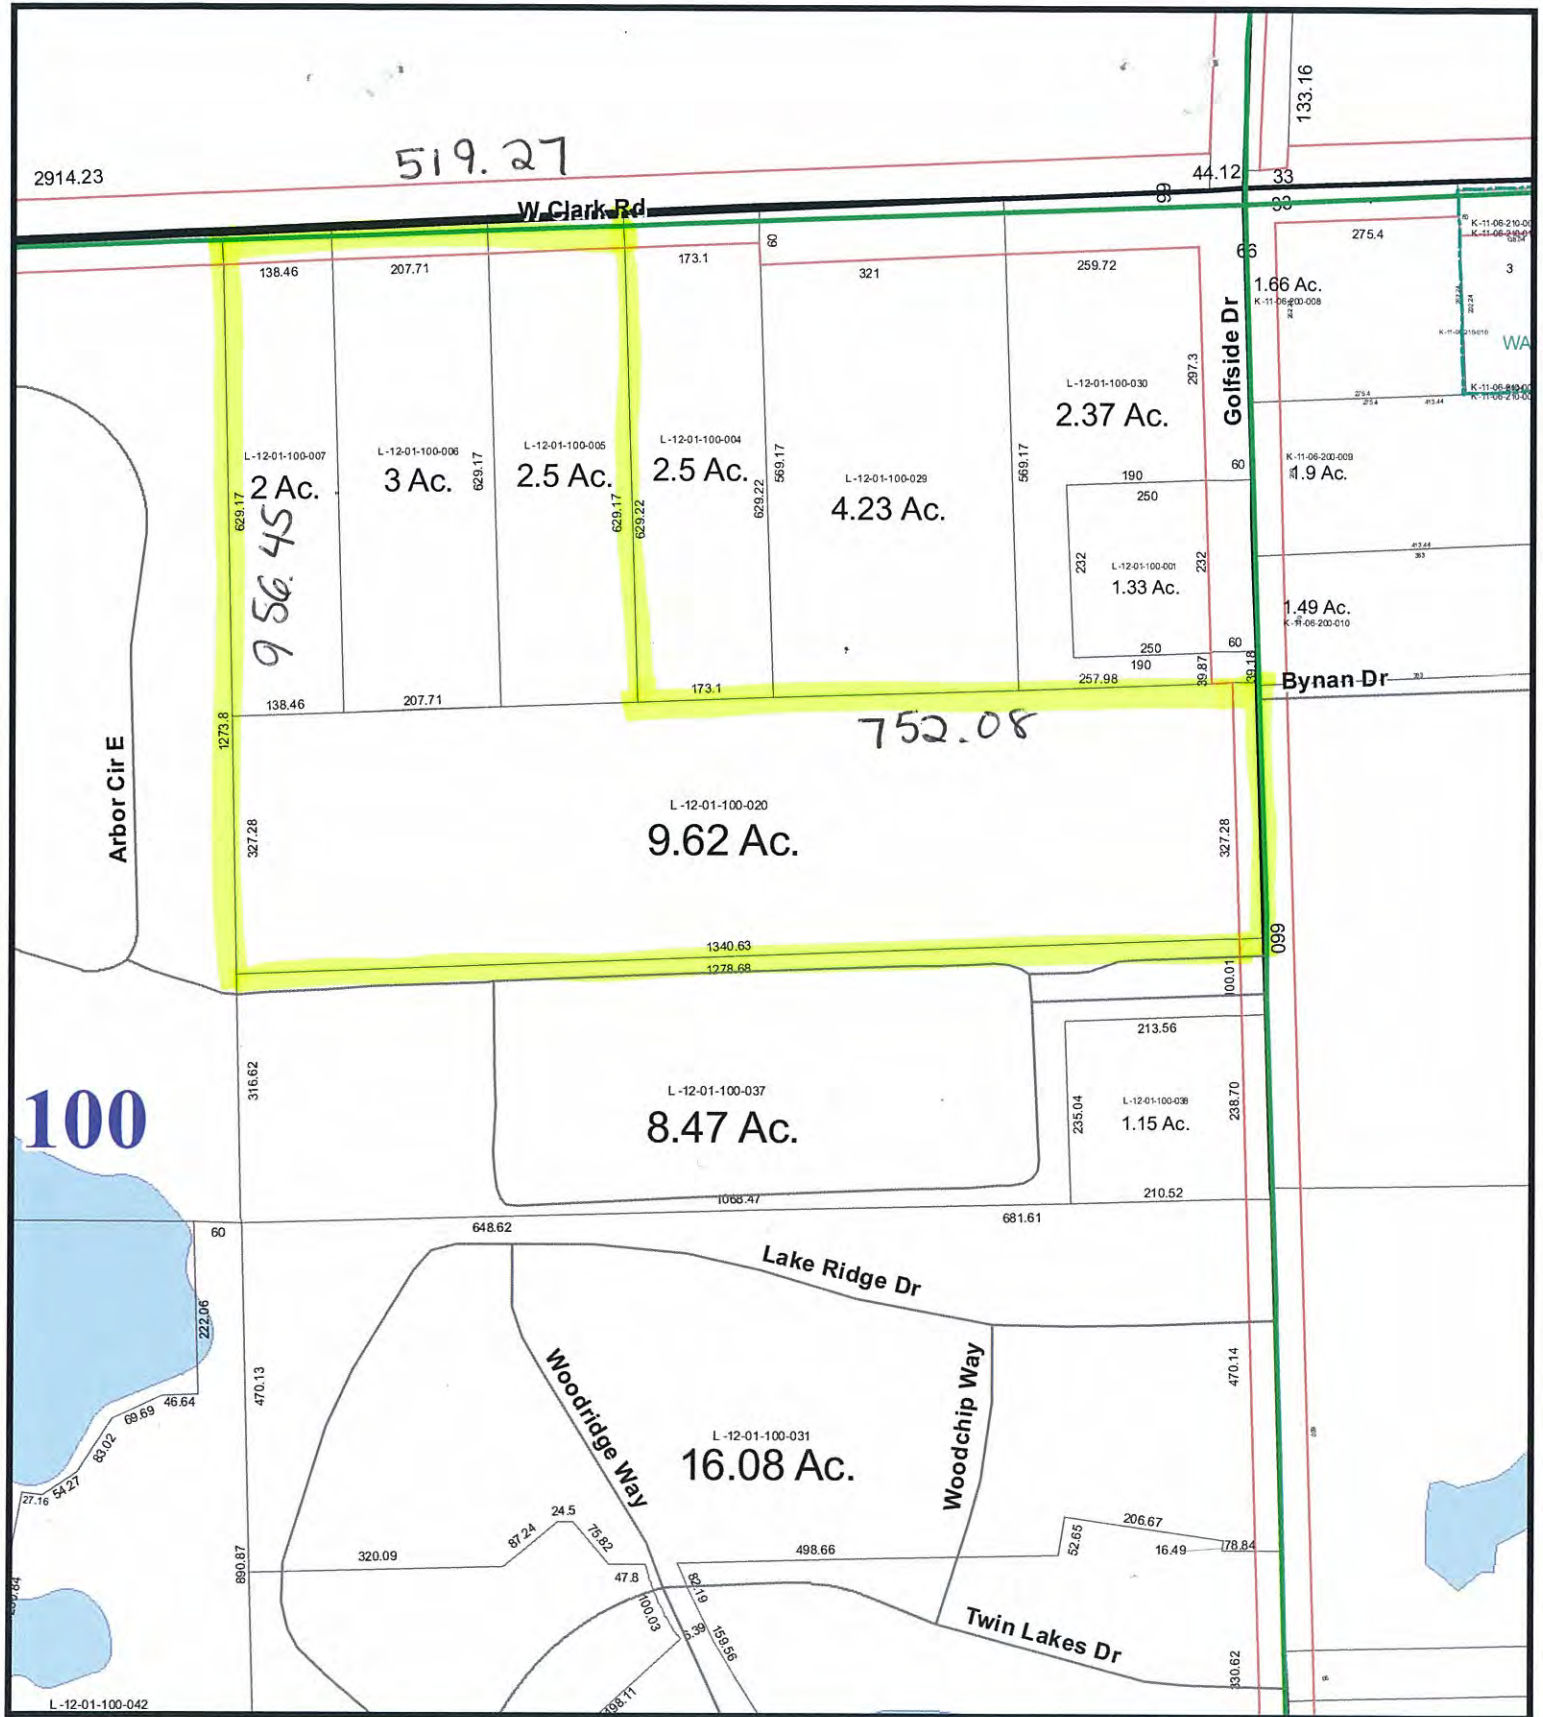 133.16
519.27
2914.23
44.12
33
66
W Clark Rd
33
275.4
60
66
138.46
207.71
173.1
321
259.72
3
1.66 Ac.
K-11-06-200-008
Golfside Dr
WA
297.3
L-12-01-100-030
2.37 Ac.
L-12-01-100-007
2 Ac.
L-12-01-100-006
3 Ac.
L-12-01-100-005
2.5 Ac.
L-12-01-100-004
2.5 Ac.
L-12-01-100-029
4.23 Ac.
K-11-06-200-009
1.9 Ac.
629.17
629.17
629.17
629.22
629.22
569.17
569.17
190
250
60
956.45
232
L-12-01-100-001
1.33 Ac.
232
413.44
383
1.49 Ac.
K-11-06-200-010
250
190
60
39.87
39.18
138.46
207.71
173.1
257.98
Bynan Dr
752.08
1273.8
Arbor Cir E
327.28
L-12-01-100-020
9.62 Ac.
327.28
1340.63
1278.68
660
100.01
213.56
316.62
L-12-01-100-037
8.47 Ac.
235.04
L-12-01-100-038
1.15 Ac.
238.70
100
1068.47
210.52
60
648.62
681.61
Lake Ridge Dr
222.06
470.13
Woodridge Way
Woodchip Way
470.14
46.64
69.69
83.02
54.27
27.16
L-12-01-100-031
16.08 Ac.
24.5
87.24
75.82
320.09
47.8
498.66
52.65
206.67
16.49
78.84
890.87
82.19
100.03
5.39
159.56
Twin Lakes Dr
330.62
198.11
L-12-01-100-042